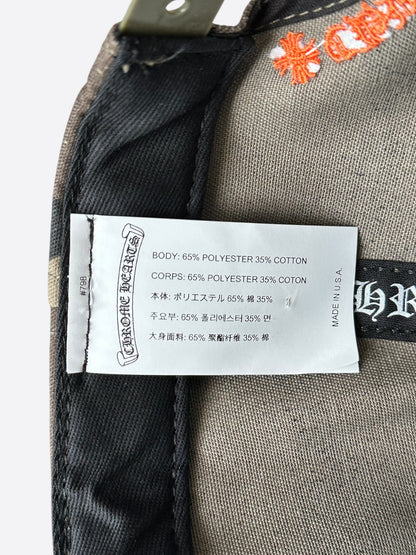 BODY: 65% POLYESTER 35% COTTON
CORPS: 65% POLYESTER 35% COTON
本体: ポリエステル 65% 棉 35%
주요부: 65% 폴리에스터 35% 면
大身面料: 65% 聚酯纤维 35% 棉
MADE IN U.S.A.
CHROME HEARTS
#798
HR